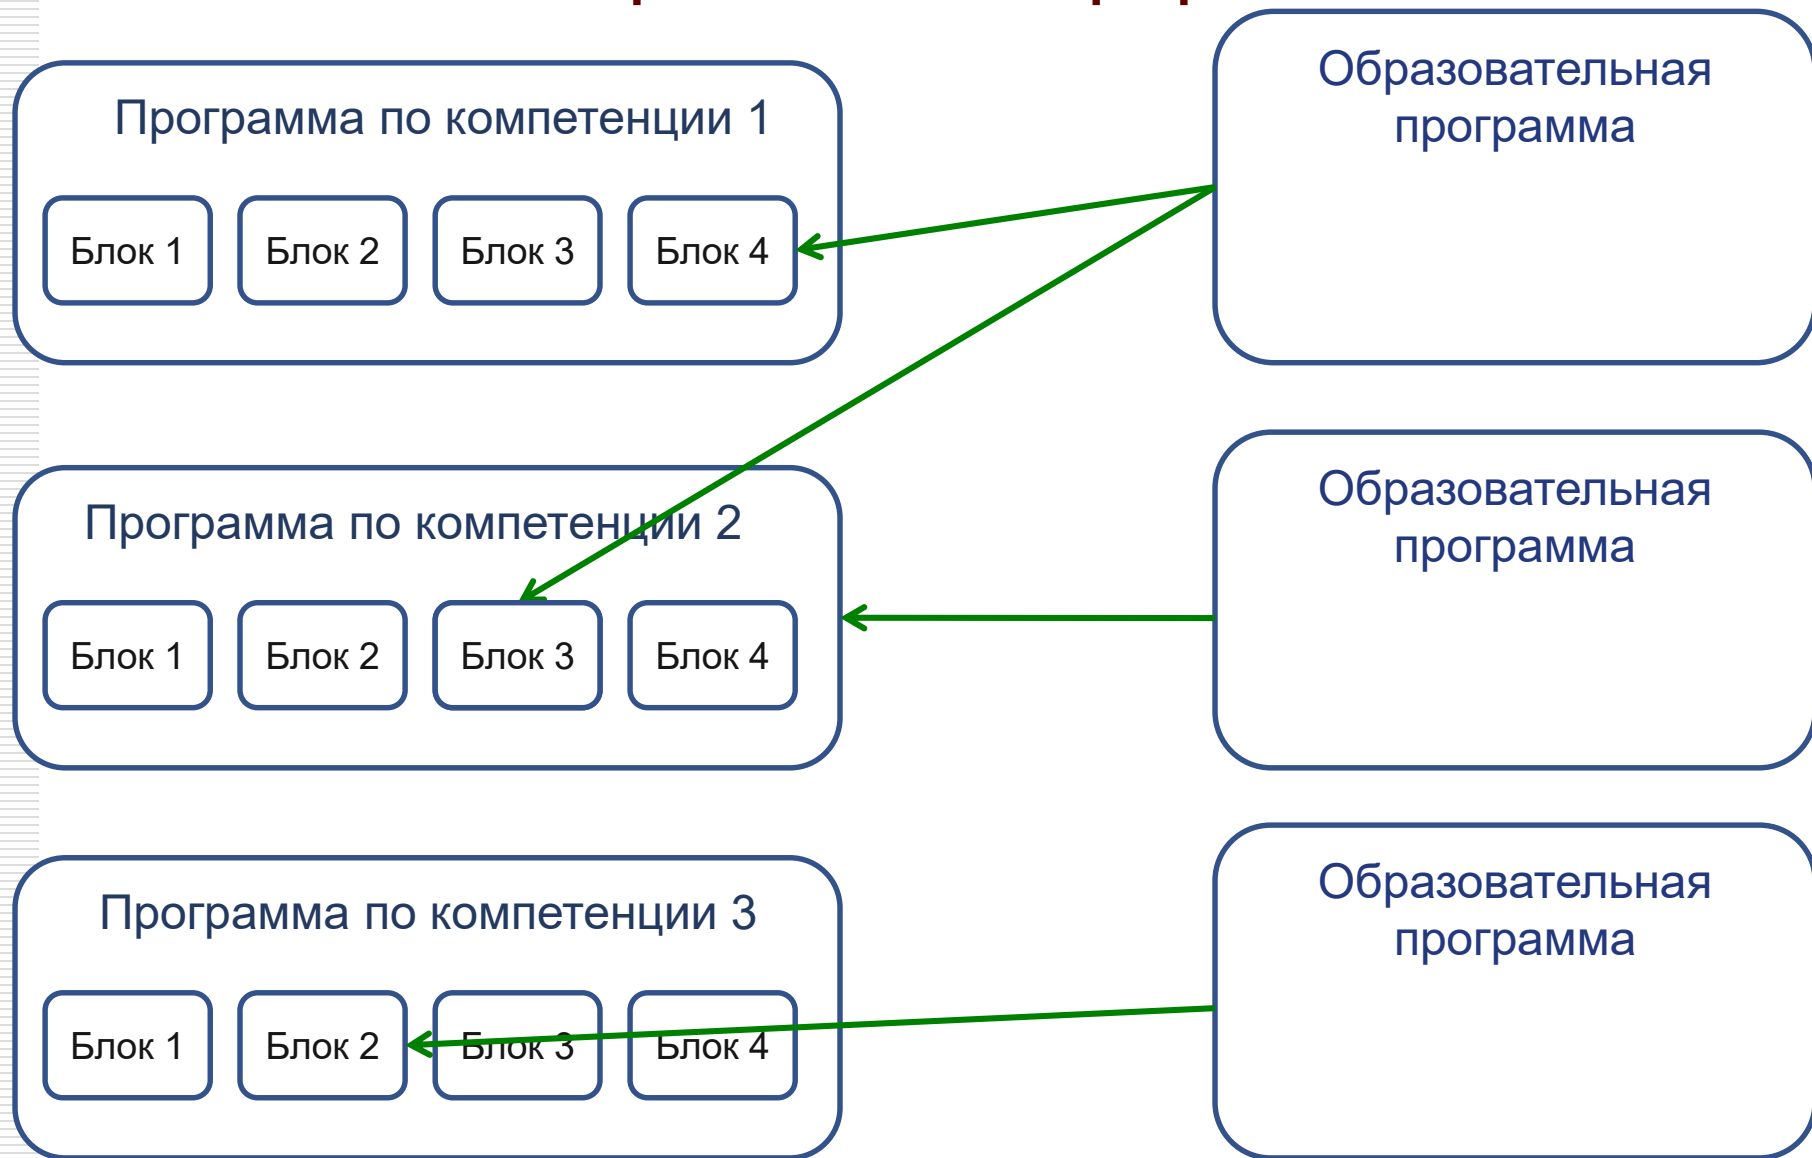 Программа по компетенции 1
Блок 1 Блок 2 Блок 3 Блок 4
Образовательная
программа
Программа по компетенции 2
Блок 1 Блок 2 Блок 3 Блок 4
Образовательная
программа
Программа по компетенции 3
Блок 1 Блок 2 Блок 3 Блок 4
Образовательная
программа